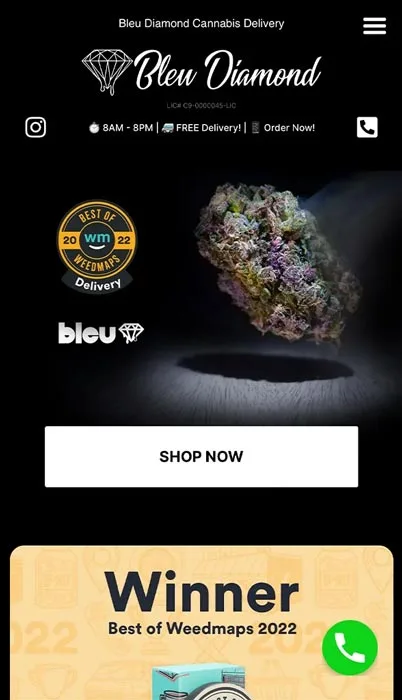 Bleu Diamond Cannabis Delivery
Bleu Diamond
LIC# C9-0000045-LIC
⏱️ 8AM - 8PM | 🚐 FREE Delivery! | 📱 Order Now!
BEST OF
20 wm 22
WEEDMAPS
Delivery
bleu
SHOP NOW
Winner
Best of Weedmaps 2022